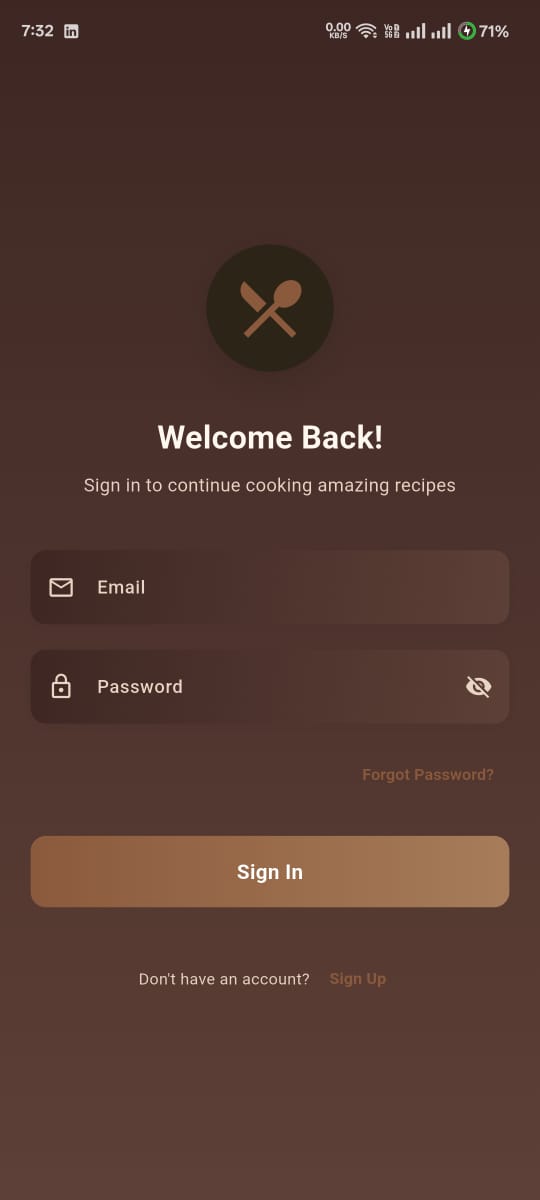 7:32 in 0.00 KB/S Vo 5G 71%
Welcome Back!
Sign in to continue cooking amazing recipes
Email
Password
Forgot Password?
Sign In
Don't have an account? Sign Up